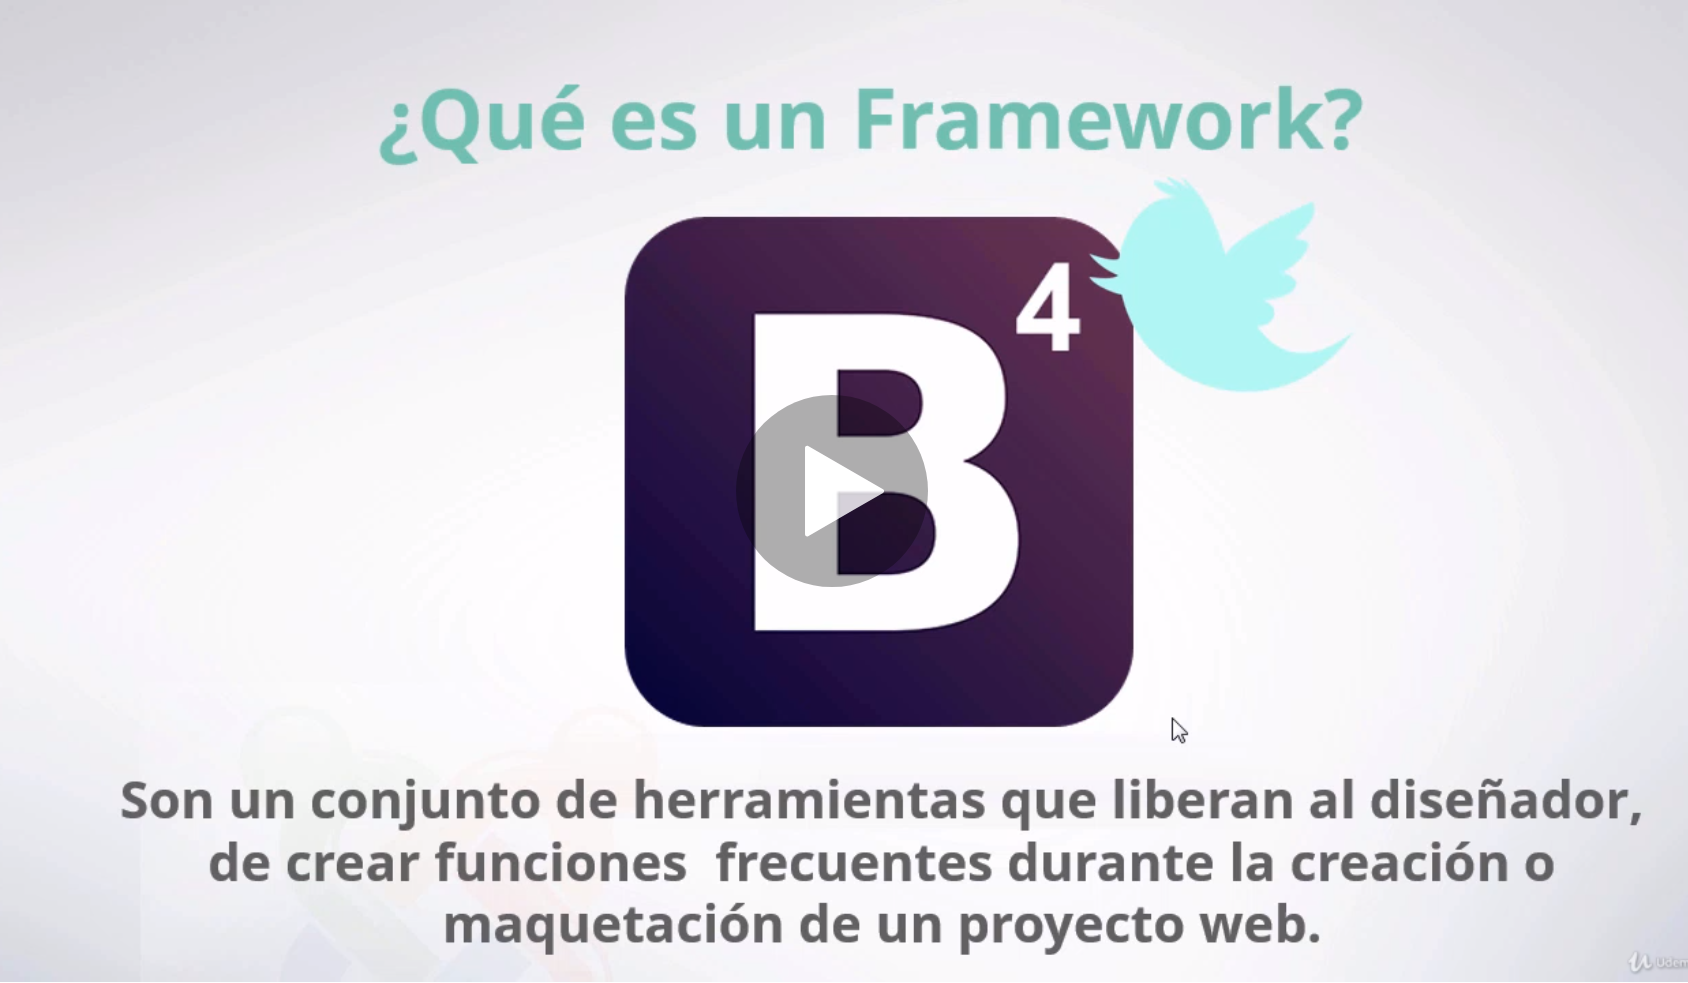 ¿Qué es un Framework?
B 4
Son un conjunto de herramientas que liberan al diseñador,
de crear funciones frecuentes durante la creación o
maquetación de un proyecto web.